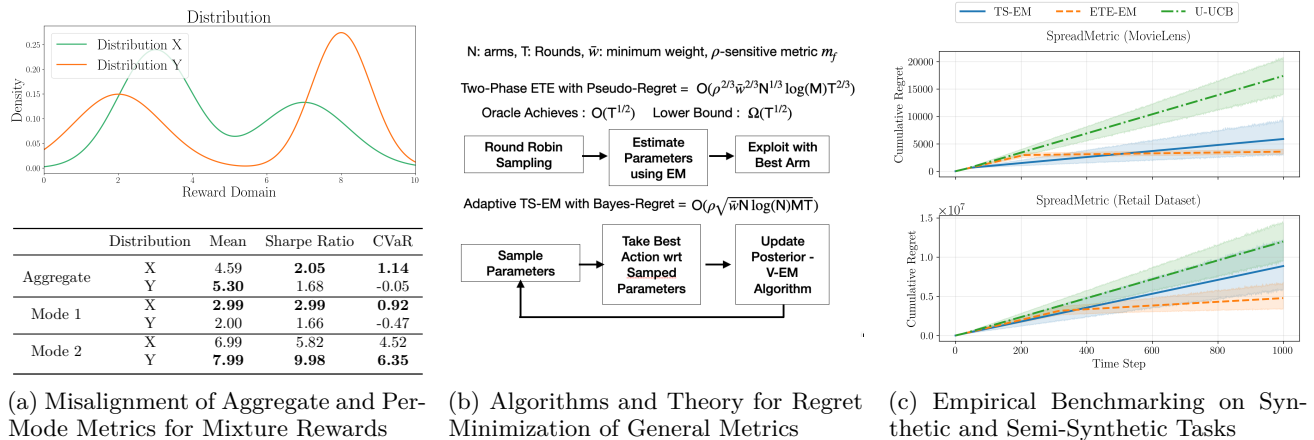 Distribution
Distribution X
Distribution Y
Density
0.25
0.20
0.15
0.10
0.05
0.00
0 2 4 6 8 10
Reward Domain
Distribution Mean Sharpe Ratio CVaR
Aggregate X 4.59 2.05 1.14
Y 5.30 1.68 -0.05
Mode 1 X 2.99 2.99 0.92
Y 2.00 1.66 -0.47
Mode 2 X 6.99 5.82 4.52
Y 7.99 9.98 6.35
(a) Misalignment of Aggregate and Per-
Mode Metrics for Mixture Rewards
N: arms, T: Rounds, w̄: minimum weight, ρ-sensitive metric m_f
Two-Phase ETE with Pseudo-Regret = O(ρ^{2/3}w̄^{2/3}N^{1/3} log(M)T^{2/3})
Oracle Achieves : O(T^{1/2}) Lower Bound : Ω(T^{1/2})
Round Robin
Sampling
Estimate
Parameters
using EM
Exploit with
Best Arm
Adaptive TS-EM with Bayes-Regret = O(ρ√(w̄N log(N)MT))
Sample
Parameters
Take Best
Action wrt
Samped
Parameters
Update
Posterior -
V-EM
Algorithm
(b) Algorithms and Theory for Regret
Minimization of General Metrics
TS-EM ETE-EM U-UCB
SpreadMetric (MovieLens)
Cumulative Regret
20000
15000
10000
5000
0
SpreadMetric (Retail Dataset)
1e7
Cumulative Regret
1.5
1.0
0.5
0.0
0 200 400 600 800 1000
Time Step
(c) Empirical Benchmarking on Syn-
thetic and Semi-Synthetic Tasks